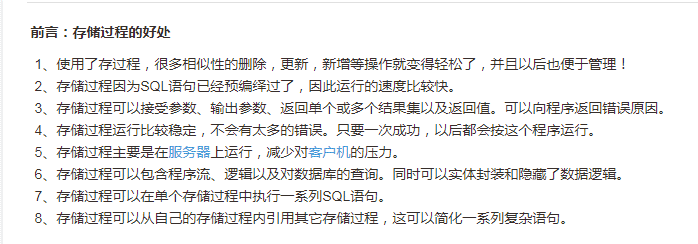 前言：存储过程的好处
1、使用了存过程，很多相似性的删除，更新，新增等操作就变得轻松了，并且以后也便于管理！
2、存储过程因为SQL语句已经预编绎过了，因此运行的速度比较快。
3、存储过程可以接受参数、输出参数、返回单个或多个结果集以及返回值。可以向程序返回错误原因。
4、存储过程运行比较稳定，不会有太多的错误。只要一次成功，以后都会按这个程序运行。
5、存储过程主要是在服务器上运行，减少对客户机的压力。
6、存储过程可以包含程序流、逻辑以及对数据库的查询。同时可以实体封装和隐藏了数据逻辑。
7、存储过程可以在单个存储过程中执行一系列SQL语句。
8、存储过程可以从自己的存储过程内引用其它存储过程，这可以简化一系列复杂语句。